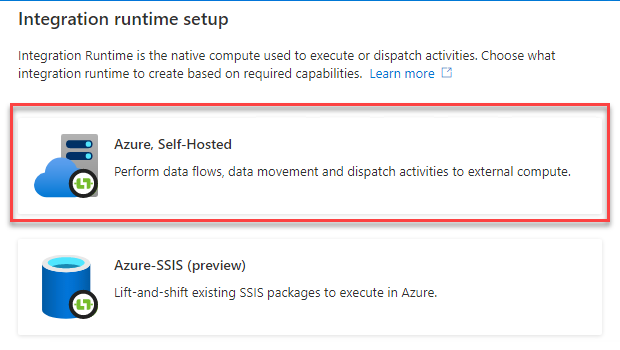 Integration runtime setup
Integration Runtime is the native compute used to execute or dispatch activities. Choose what
integration runtime to create based on required capabilities. Learn more
Azure, Self-Hosted
Perform data flows, data movement and dispatch activities to external compute.
Azure-SSIS (preview)
Lift-and-shift existing SSIS packages to execute in Azure.